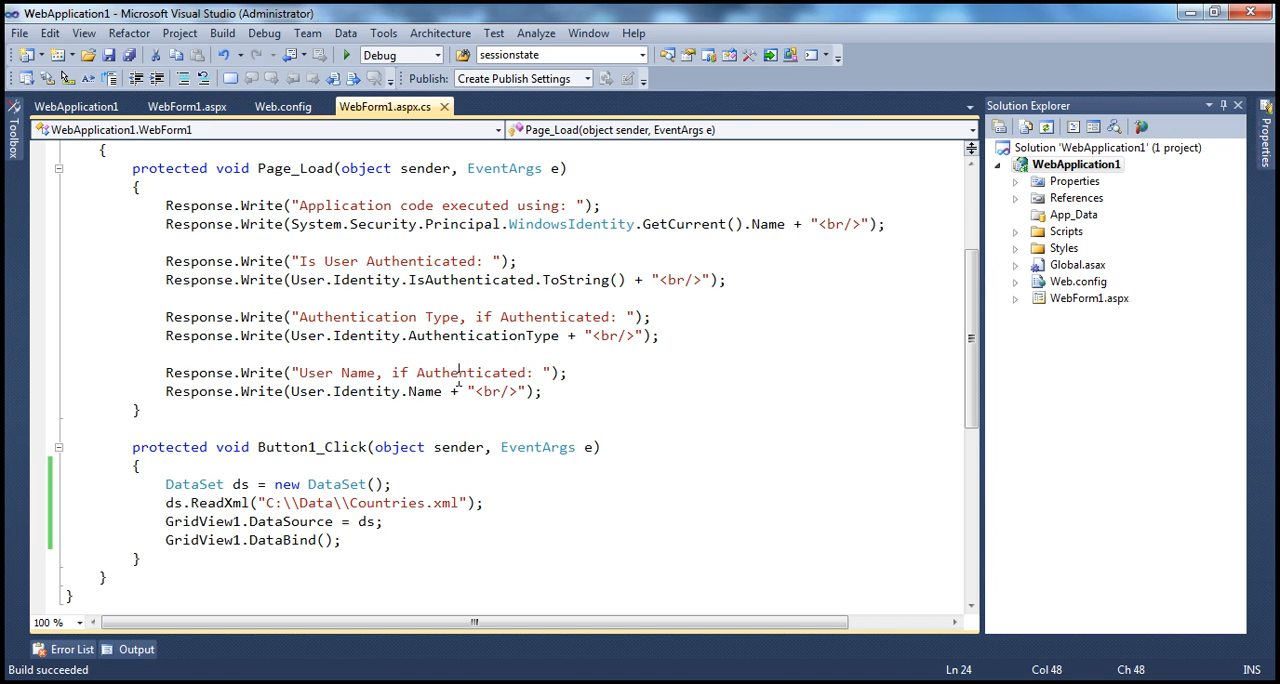 WebApplication1 - Microsoft Visual Studio (Administrator)
File Edit View Refactor Project Build Debug Team Data Tools Architecture Test Analyze Window Help
Debug sessionstate
Publish: Create Publish Settings
WebApplication1 WebForm1.aspx Web.config WebForm1.aspx.cs
WebApplication1.WebForm1 Page_Load(object sender, EventArgs e)
Toolbox
{
protected void Page_Load(object sender, EventArgs e)
{
Response.Write("Application code executed using: ");
Response.Write(System.Security.Principal.WindowsIdentity.GetCurrent().Name + "<br/>");
Response.Write("Is User Authenticated: ");
Response.Write(User.Identity.IsAuthenticated.ToString() + "<br/>");
Response.Write("Authentication Type, if Authenticated: ");
Response.Write(User.Identity.AuthenticationType + "<br/>");
Response.Write("User Name, if Authenticated: ");
Response.Write(User.Identity.Name + "<br/>");
}
protected void Button1_Click(object sender, EventArgs e)
{
DataSet ds = new DataSet();
ds.ReadXml("C:\\Data\\Countries.xml");
GridView1.DataSource = ds;
GridView1.DataBind();
}
}
}
100 %
Solution Explorer
Solution 'WebApplication1' (1 project)
WebApplication1
Properties
References
App_Data
Scripts
Styles
Global.asax
Web.config
WebForm1.aspx
Properties
Error List Output
Build succeeded Ln 24 Col 48 Ch 48 INS